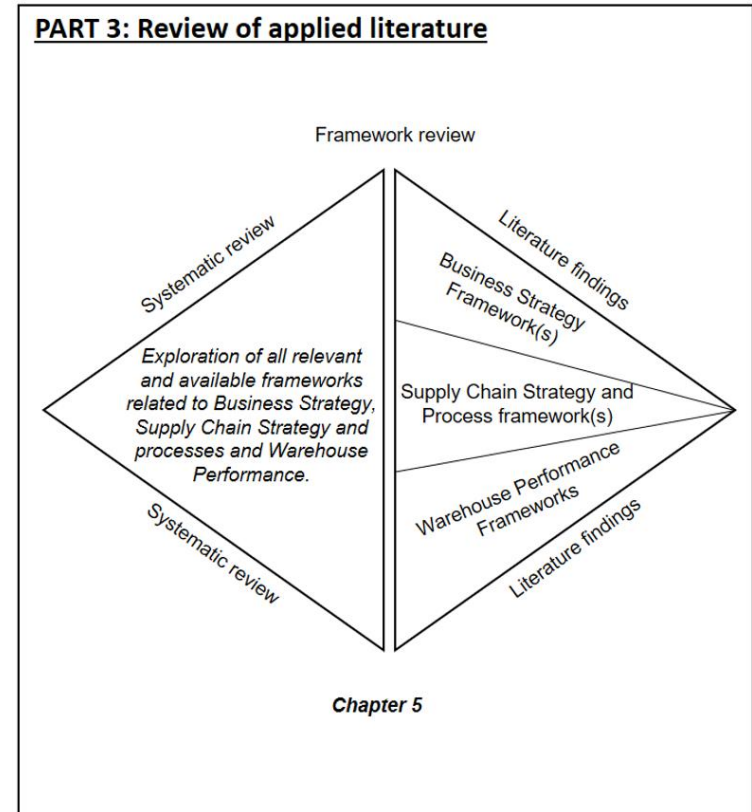 PART 3: Review of applied literature
Framework review
Systematic review
Literature findings
Business Strategy
Framework(s)
Exploration of all relevant
and available frameworks
related to Business Strategy,
Supply Chain Strategy and
processes and Warehouse
Performance.
Supply Chain Strategy and
Process framework(s)
Warehouse Performance
Frameworks
Systematic review
Literature findings
Chapter 5